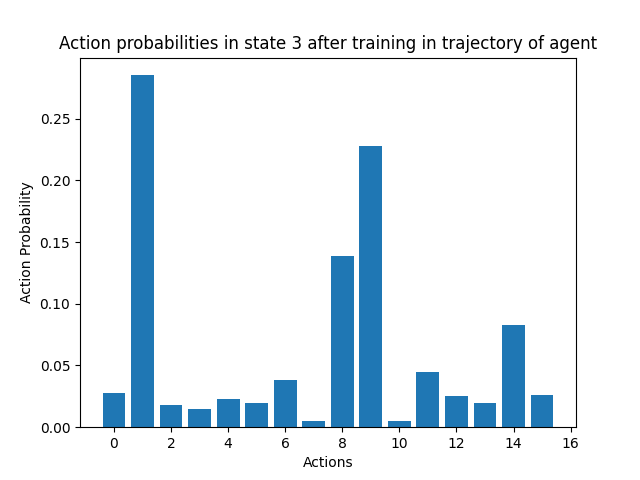 Action probabilities in state 3 after training in trajectory of agent
0.25
0.20
0.15
0.10
0.05
0.00
Action Probability
0 2 4 6 8 10 12 14 16
Actions